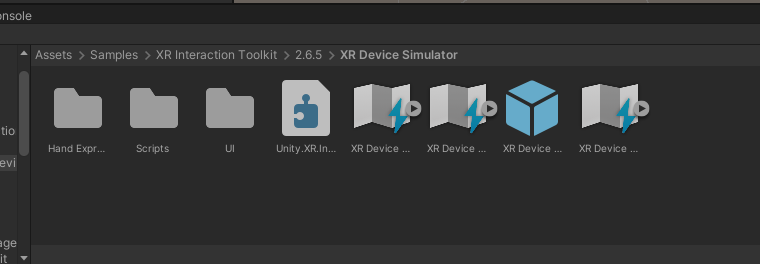 onsole
Assets > Samples > XR Interaction Toolkit > 2.6.5 > XR Device Simulator
tio
evi
age
it
Hand Expr...
Scripts
UI
Unity.XR.In...
XR Device ...
XR Device ...
XR Device ...
XR Device ...